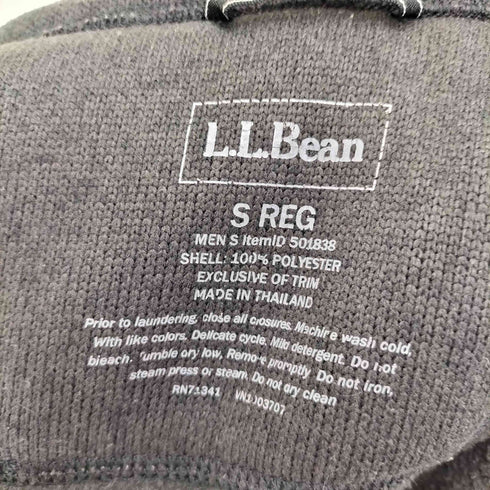 L.L.Bean
S REG
MEN S ItemID 501838
SHELL: 100% POLYESTER
EXCLUSIVE OF TRIM
MADE IN THAILAND
Prior to laundering, close all closures. Machine wash cold,
With like colors. Delicate cycle. Mild detergent. Do not
bleach. Tumble dry low, Remove promptly. Do not iron,
steam press or steam. Do not dry clean
RN71341